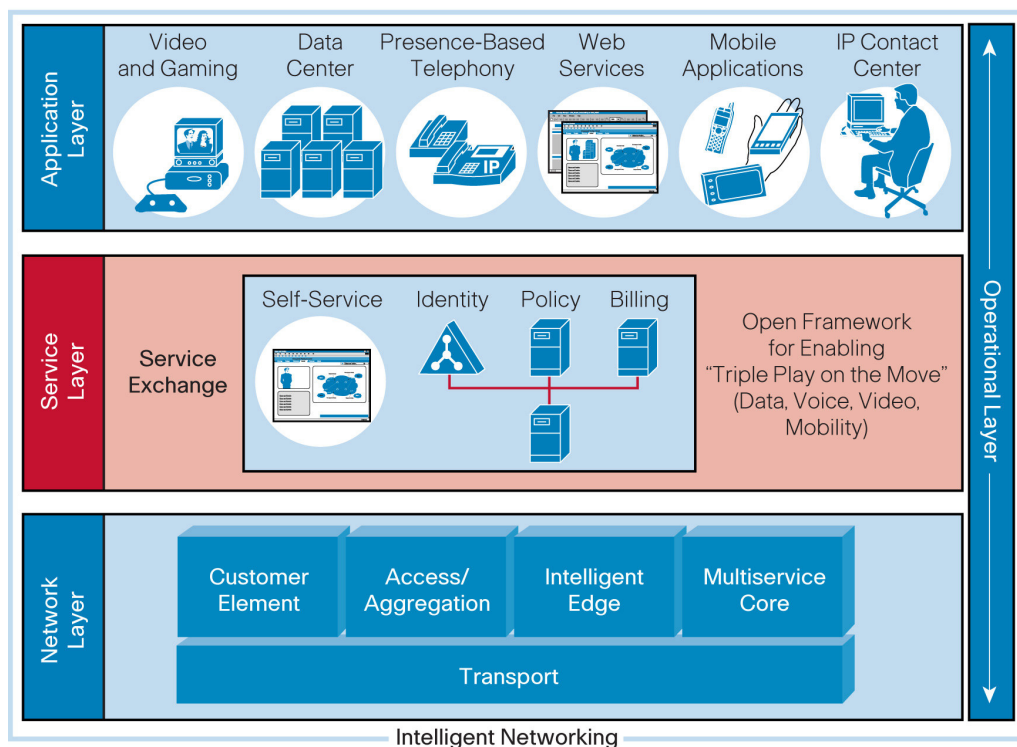 Application
Layer
Video
and Gaming
Data
Center
Presence-Based
Telephony
IP
Web
Services
Mobile
Applications
IP Contact
Center
Service
Layer
Service
Exchange
Self-Service
Identity
Policy
Billing
Open Framework
for Enabling
“Triple Play on the Move”
(Data, Voice, Video,
Mobility)
Network
Layer
Customer
Element
Access/
Aggregation
Intelligent
Edge
Multiservice
Core
Transport
Operational Layer
Intelligent Networking